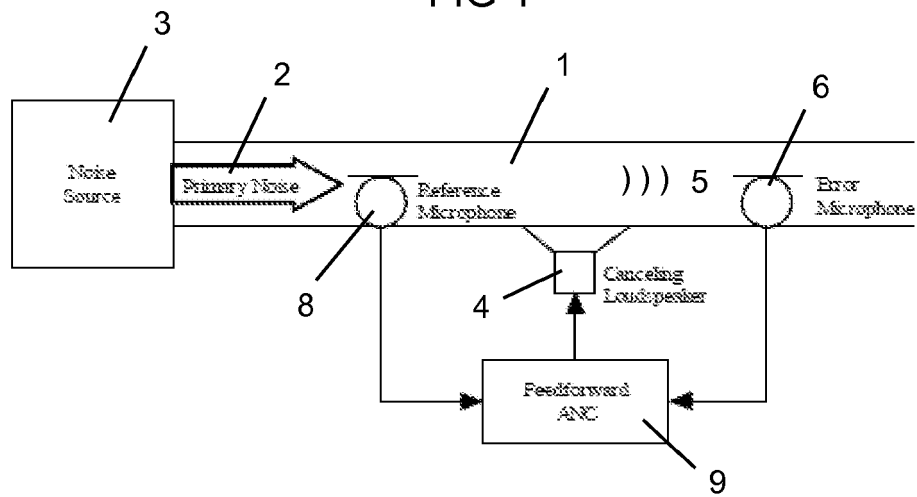 FIG 1
3
2
1
6
Noise
Source
Primary Noise
Reference
Microphone
))) 5
Error
Microphone
8
4
Canceling
Loudspeaker
Feedforward
ANC
9